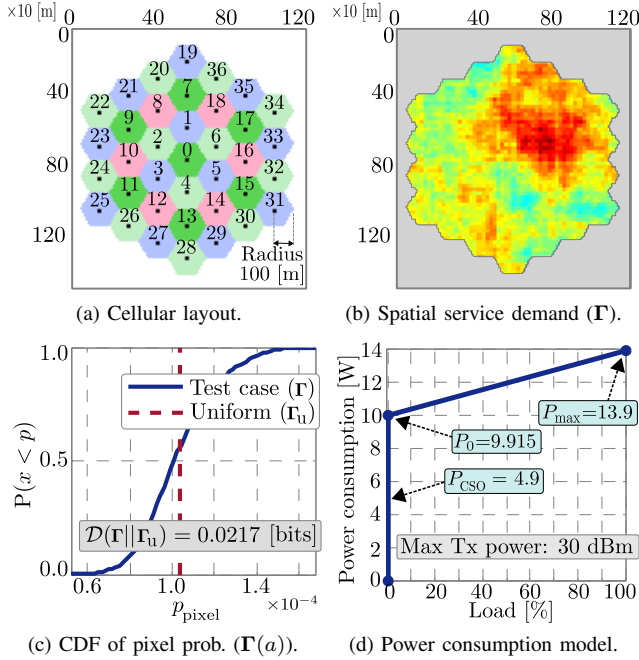 ×10 [m] 0 40 80 120
0
40
80
120
19
20 36
21 7 35
22 8 18 34
9 1 17
23 2 6 33
10 0 16
24 3 5 32
11 4 15
25 12 14 31
26 13 30
27 29
28
Radius
100 [m]
(a) Cellular layout.
×10 [m] 0 40 80 120
0
40
80
120
(b) Spatial service demand (Γ).
P(x < p)
1.0
0.5
0.0
Test case (Γ)
Uniform (Γu)
D(Γ||Γu) = 0.0217 [bits]
0.6 1.0 1.4
×10⁻⁴
p_pixel
(c) CDF of pixel prob. (Γ(a)).
Power consumption [W]
14
12
10
8
6
4
2
0
Pmax=13.9
P0=9.915
PCSO = 4.9
Max Tx power: 30 dBm
0 20 40 60 80 100
Load [%]
(d) Power consumption model.